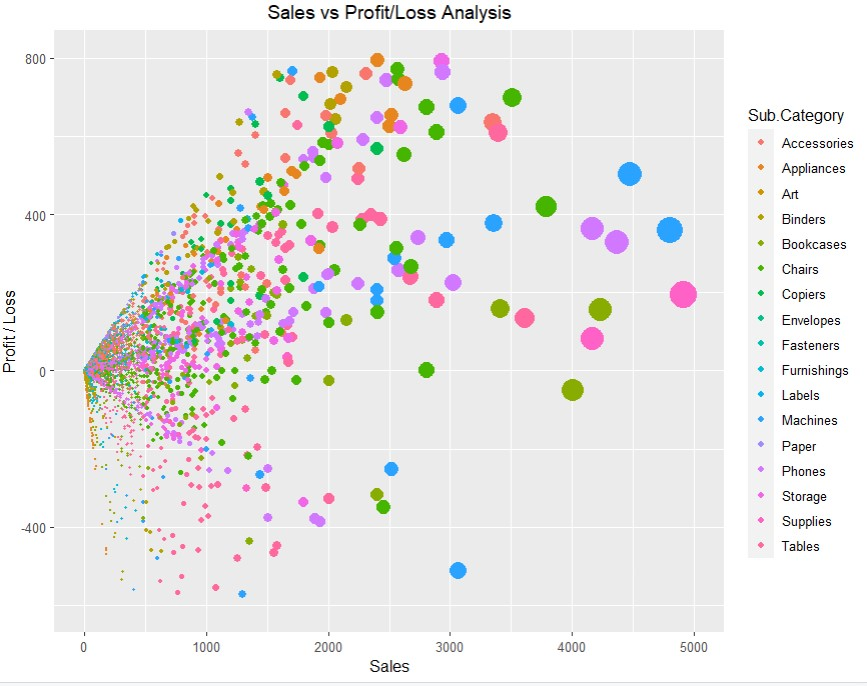 Sales vs Profit/Loss Analysis
Profit / Loss
800
400
0
-400
0 1000 2000 3000 4000 5000
Sales
Sub.Category
Accessories
Appliances
Art
Binders
Bookcases
Chairs
Copiers
Envelopes
Fasteners
Furnishings
Labels
Machines
Paper
Phones
Storage
Supplies
Tables